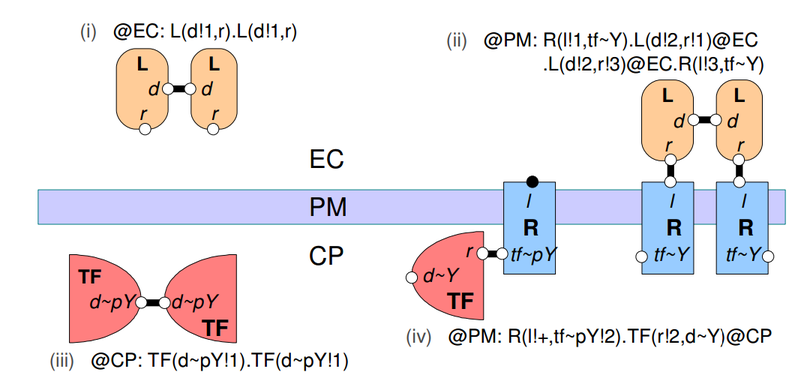 (i) @EC: L(d!1,r).L(d!1,r)
(ii) @PM: R(l!1,tf~Y).L(d!2,r!1)@EC
.L(d!2,r!3)@EC.R(l!3,tf~Y)
L L
d d
r r
L L
d d
r r
EC
PM
CP
l
R
tf~pY
l l
R R
tf~Y tf~Y
r
d~Y
TF
TF
d~pY d~pY
TF
(iii) @CP: TF(d~pY!1).TF(d~pY!1)
(iv) @PM: R(l!+,tf~pY!2).TF(r!2,d~Y)@CP